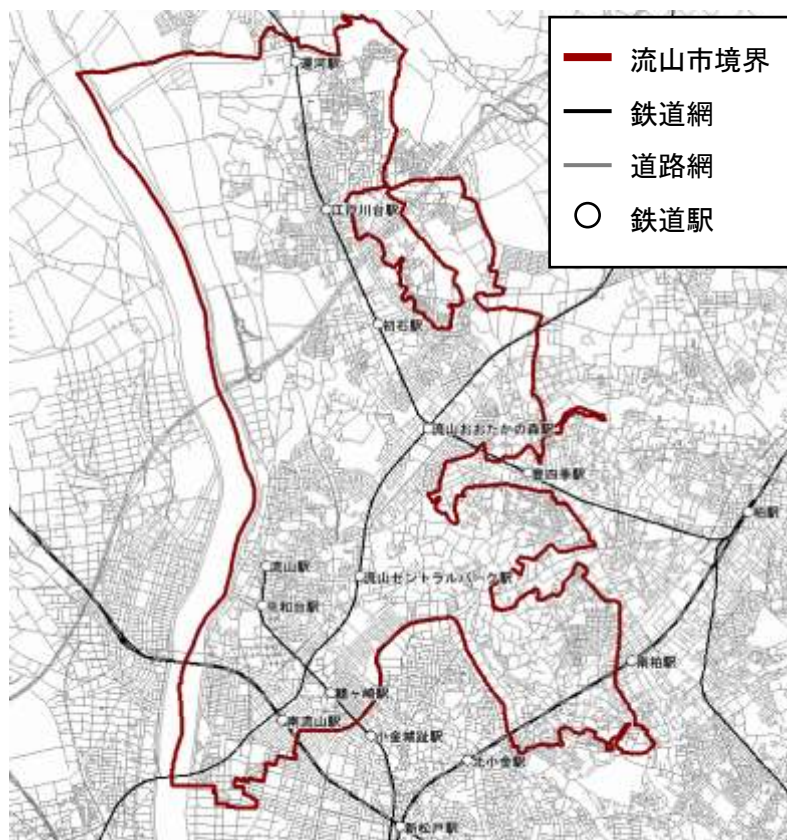 流山市境界
鉄道網
道路網
鉄道駅
運河駅
江戸川台駅
初石駅
流山おおたかの森駅
豊四季駅
柏駅
流山駅
流山セントラルパーク駅
平和台駅
南柏駅
鰭ヶ崎駅
南流山駅
小金城趾駅
北小金駅
新松戸駅